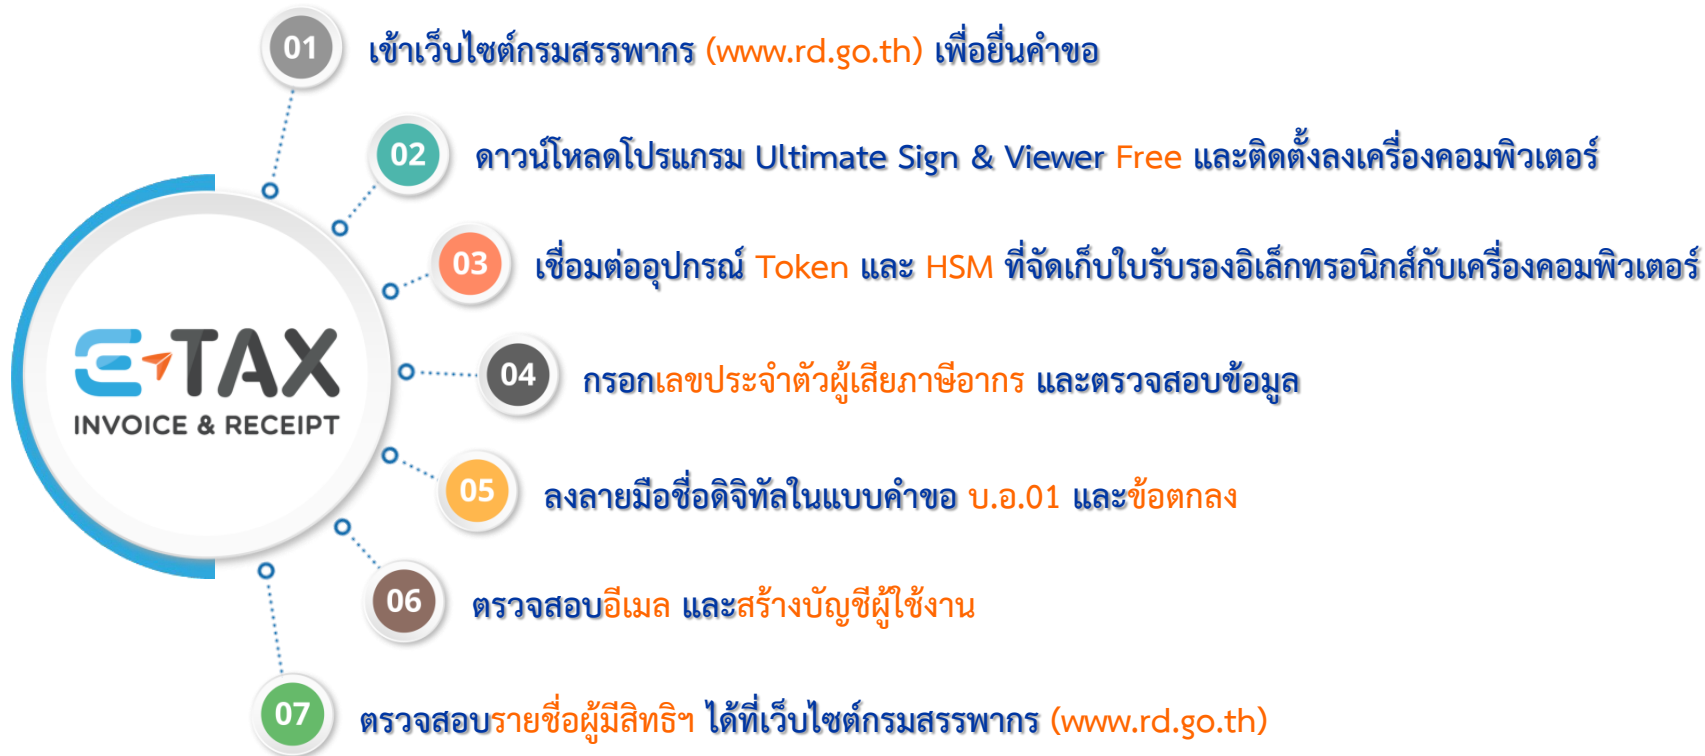 01 เข้าเว็บไซต์กรมสรรพากร (www.rd.go.th) เพื่อยื่นคำขอ
02 ดาวน์โหลดโปรแกรม Ultimate Sign & Viewer Free และติดตั้งลงเครื่องคอมพิวเตอร์
03 เชื่อมต่ออุปกรณ์ Token และ HSM ที่จัดเก็บใบรับรองอิเล็กทรอนิกส์กับเครื่องคอมพิวเตอร์
E-TAX
INVOICE & RECEIPT
04 กรอกเลขประจำตัวผู้เสียภาษีอากร และตรวจสอบข้อมูล
05 ลงลายมือชื่อดิจิทัลในแบบคำขอ บ.อ.01 และข้อตกลง
06 ตรวจสอบอีเมล และสร้างบัญชีผู้ใช้งาน
07 ตรวจสอบรายชื่อผู้มีสิทธิฯ ได้ที่เว็บไซต์กรมสรรพากร (www.rd.go.th)